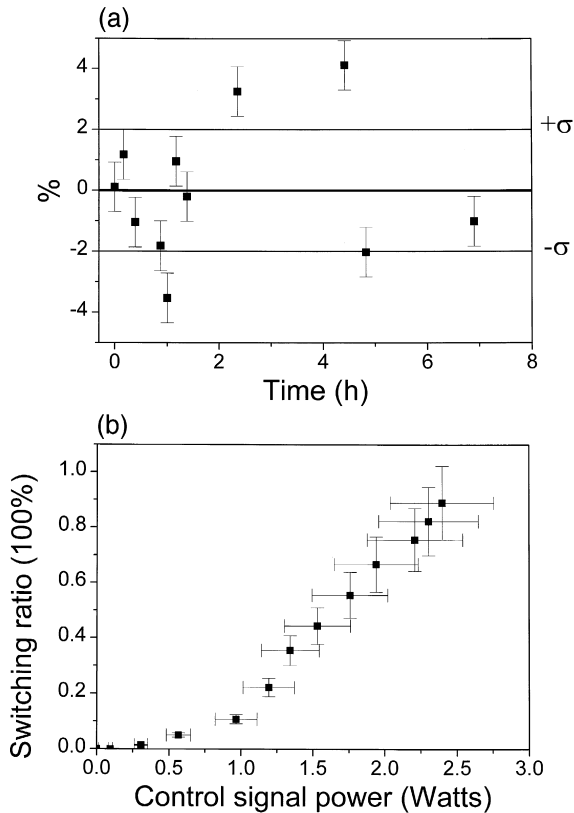 (a)
4
2
0
-2
-4
%
+σ
-σ
0 2 4 6 8
Time (h)
(b)
1.0
0.8
0.6
0.4
0.2
0.0
Switching ratio (100%)
0.0 0.5 1.0 1.5 2.0 2.5 3.0
Control signal power (Watts)